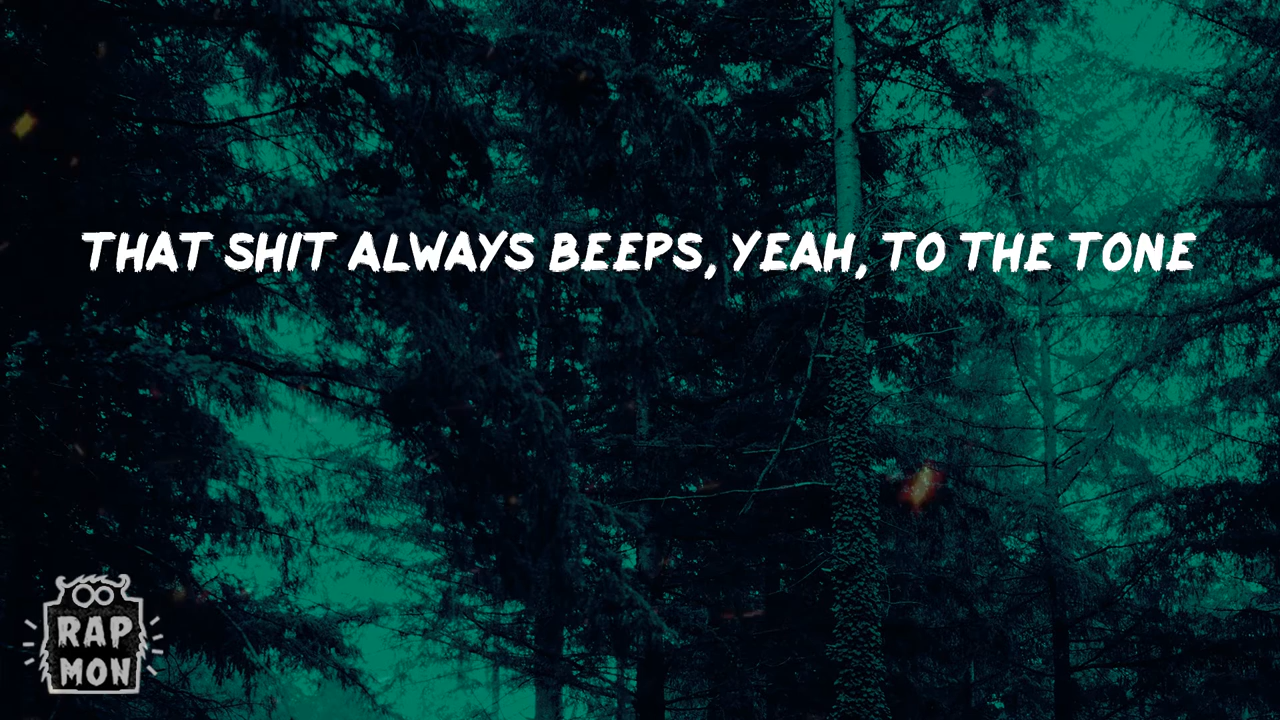 THAT SHIT ALWAYS BEEPS, YEAH, TO THE TONE
RAP
MON